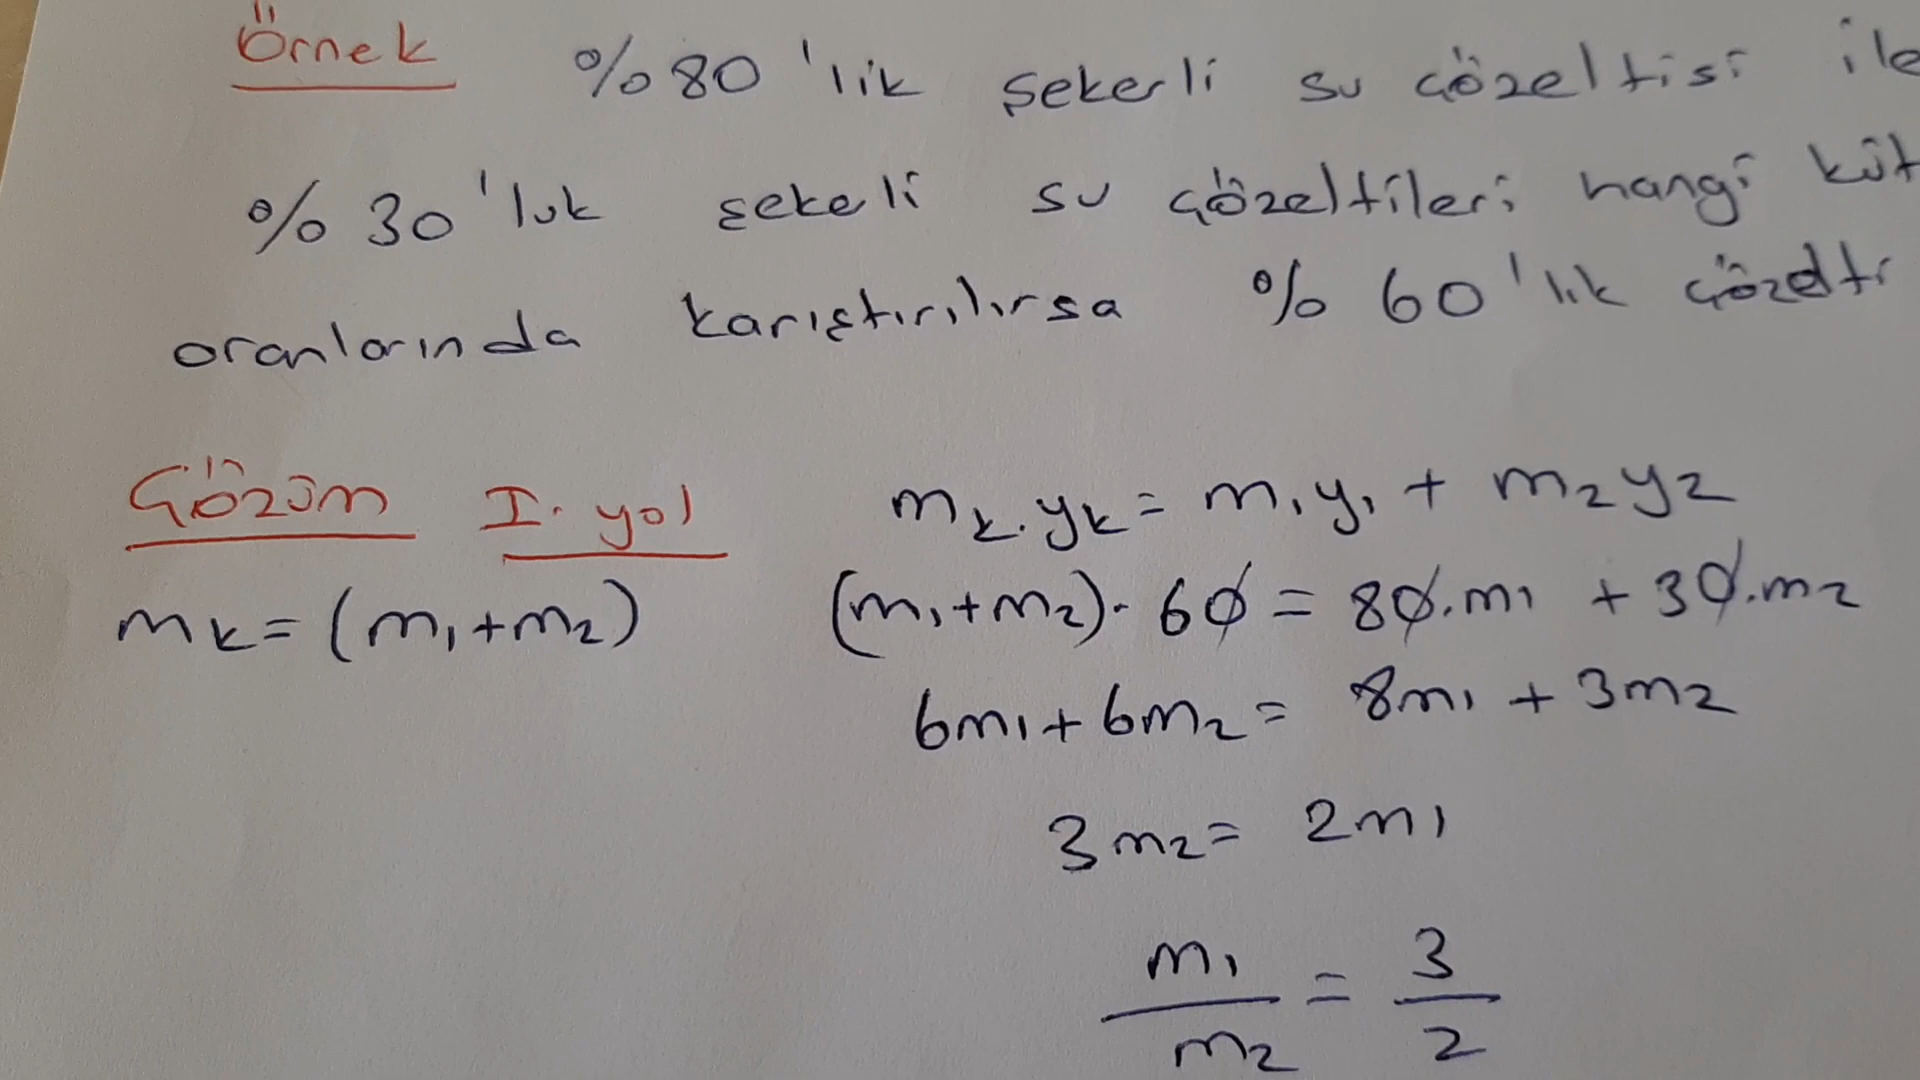 Örnek %80'lik şekerli su çözeltisi ile
%30'luk şekeli su çözeltileri hangi küt
oranlarında karıştırılırsa %60'lık çözelti
Çözüm I. yol mk.yk = m1y1 + m2y2
mk = (m1+m2) (m1+m2).60 = 80.m1 + 30.m2
6m1 + 6m2 = 8m1 + 3m2
3m2 = 2m1
m1/m2 = 3/2